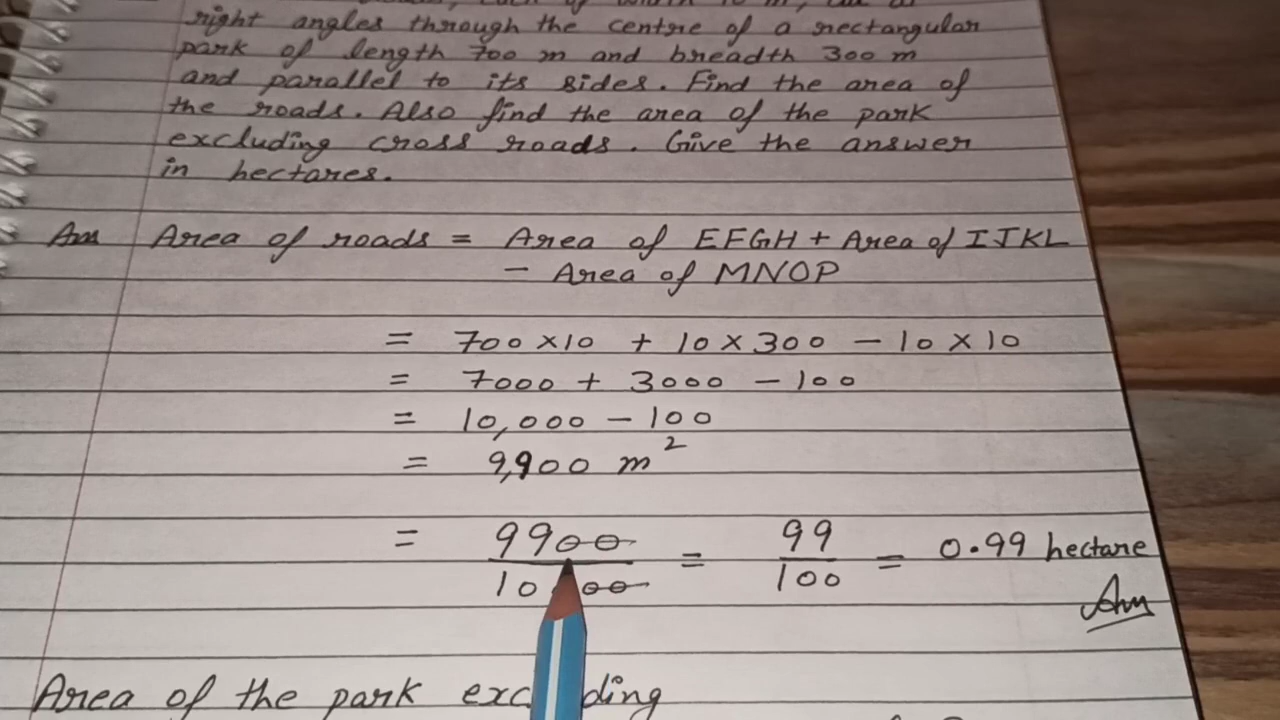 right angles through the centre of a rectangular
park of length 700 m and breadth 300 m
and parallel to its sides. Find the area of
the roads. Also find the area of the park
excluding cross roads. Give the answer
in hectares.
Ans Area of roads = Area of EFGH + Area of IJKL
- Area of MNOP
= 700 × 10 + 10 × 300 - 10 × 10
= 7000 + 3000 - 100
= 10,000 - 100
= 9,900 m²
= 9900 / 10 00 = 99 / 100 = 0.99 hectare
Ans
Area of the park